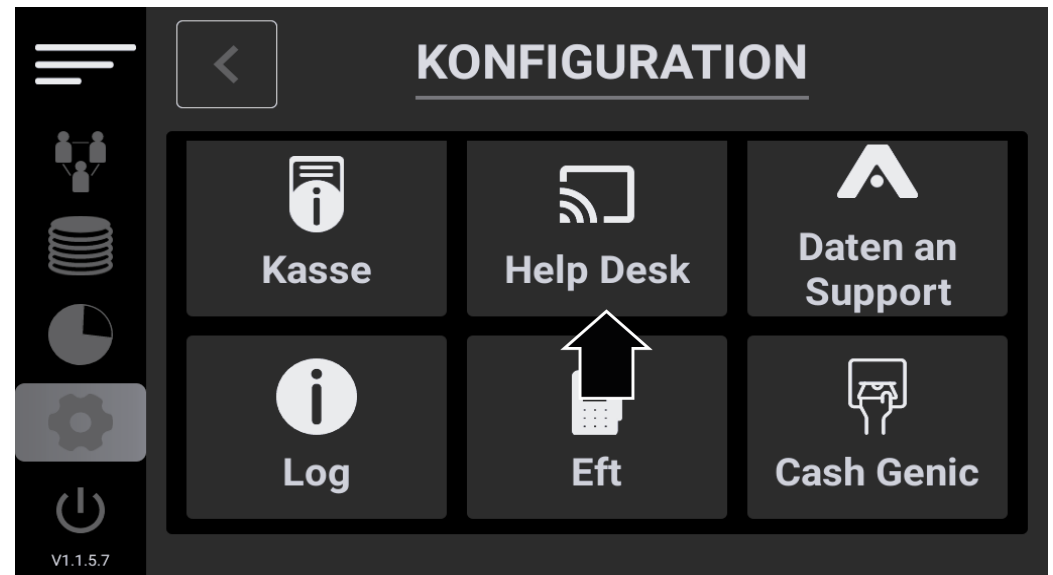 KONFIGURATION
Kasse
Help Desk
Daten an
Support
Log
Eft
Cash Genic
V1.1.5.7